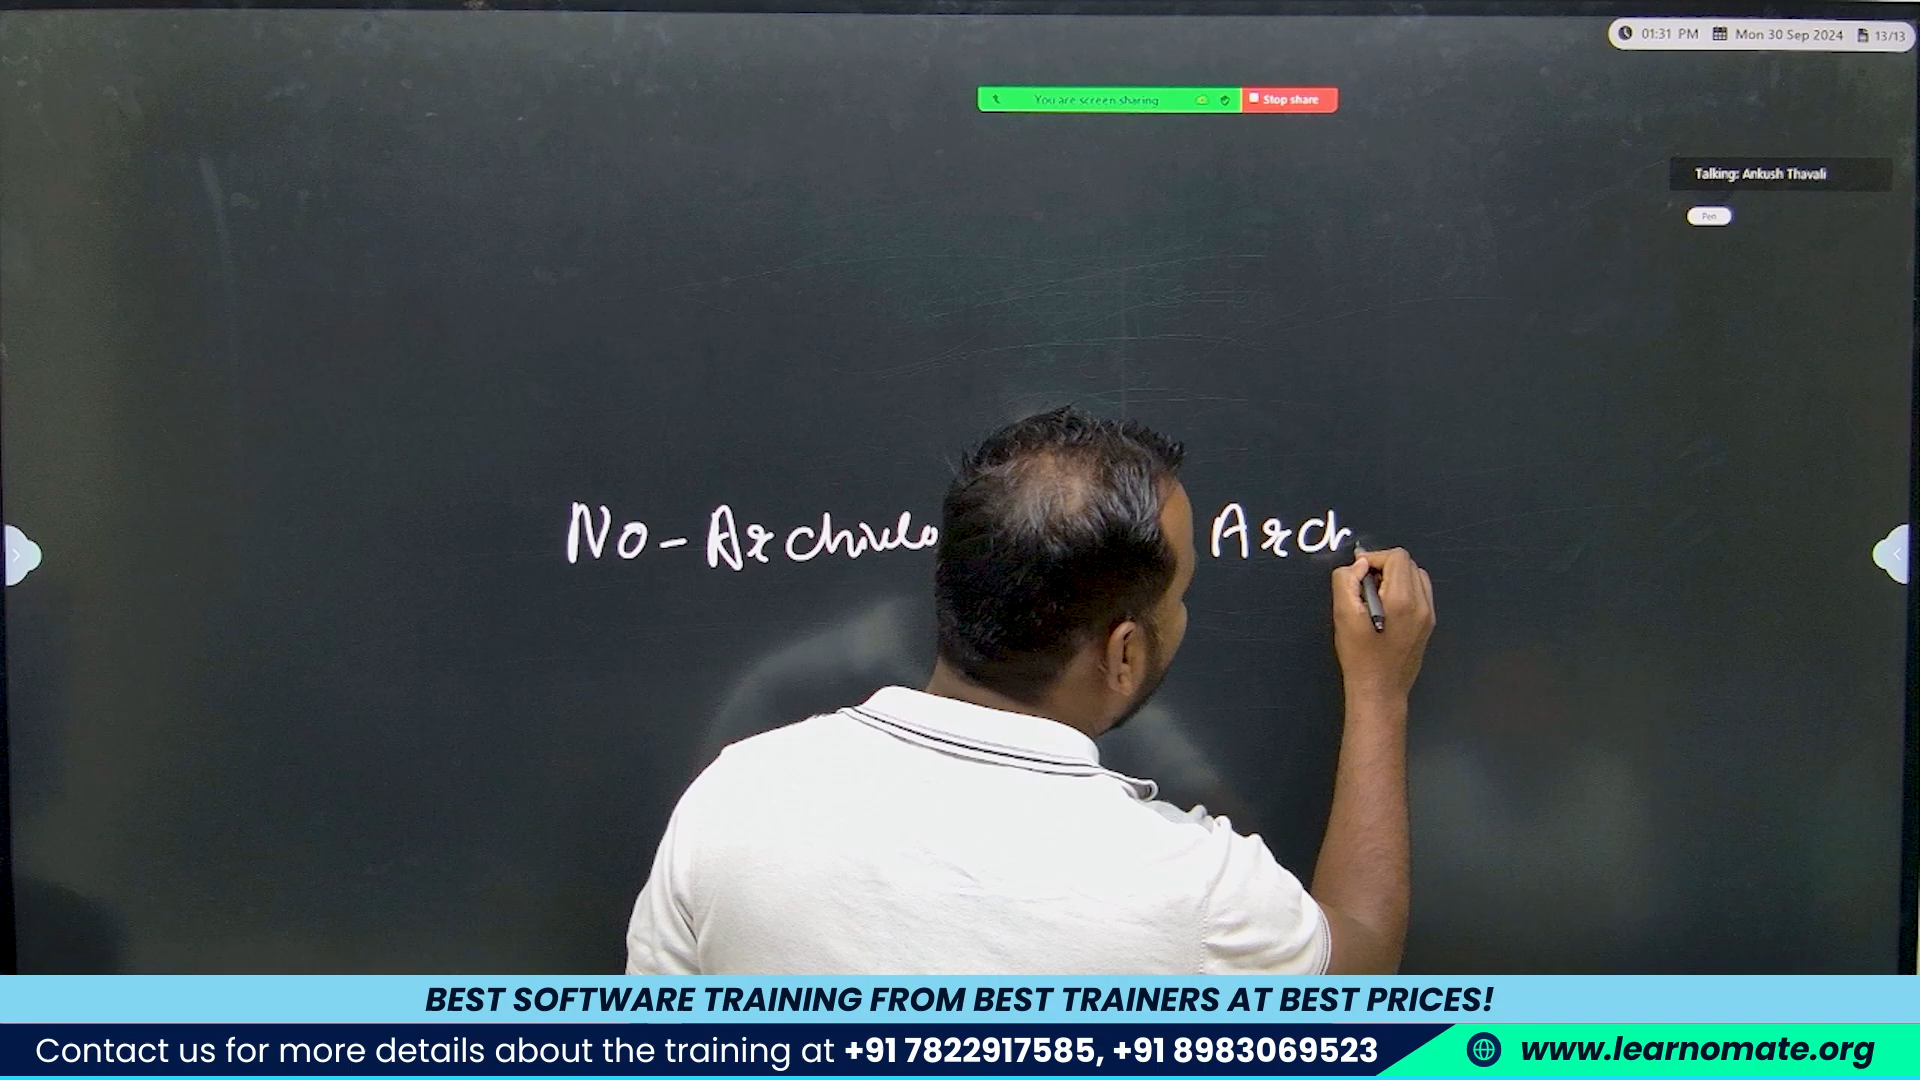 01:31 PM Mon 30 Sep 2024 13/13
You are screen sharing Stop share
Talking: Ankush Thavali
Pen
No-Archivelo Arch
BEST SOFTWARE TRAINING FROM BEST TRAINERS AT BEST PRICES!
Contact us for more details about the training at +91 7822917585, +91 8983069523 www.learnomate.org